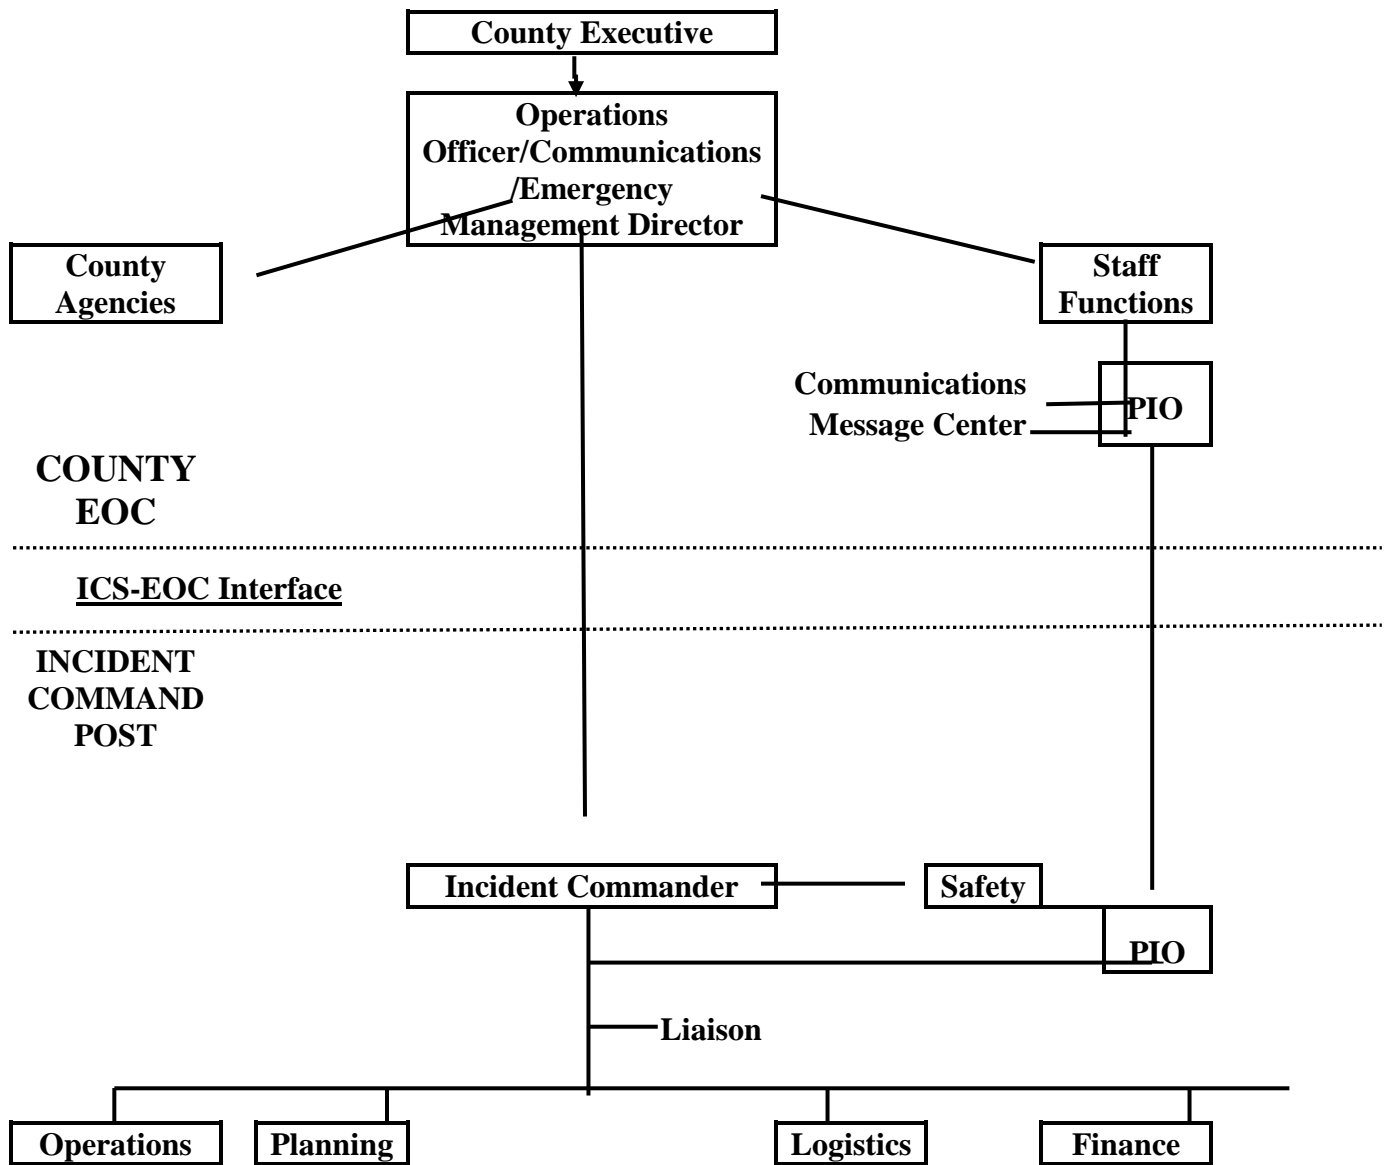 County Executive
Operations
Officer/Communications
/Emergency
Management Director
County
Agencies
Staff
Functions
Communications
Message Center
PIO
COUNTY
EOC
ICS-EOC Interface
INCIDENT
COMMAND
POST
Incident Commander
Safety
PIO
Liaison
Operations
Planning
Logistics
Finance